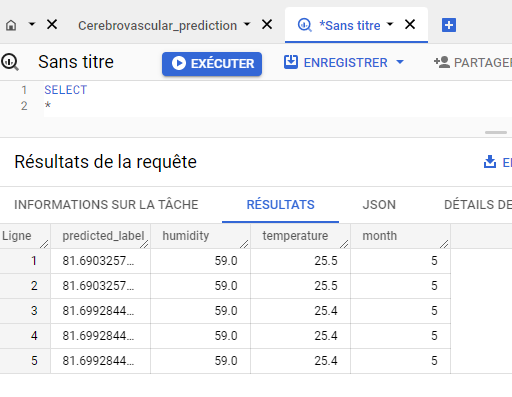 Cerebrovascular_prediction
*Sans titre
Sans titre
EXÉCUTER
ENREGISTRER
PARTAGER
1 SELECT
2 *
Résultats de la requête
INFORMATIONS SUR LA TÂCHE
RÉSULTATS
JSON
DÉTAILS DE
Ligne predicted_label humidity temperature month
1 81.6903257... 59.0 25.5 5
2 81.6903257... 59.0 25.5 5
3 81.6992844... 59.0 25.4 5
4 81.6992844... 59.0 25.4 5
5 81.6992844... 59.0 25.4 5